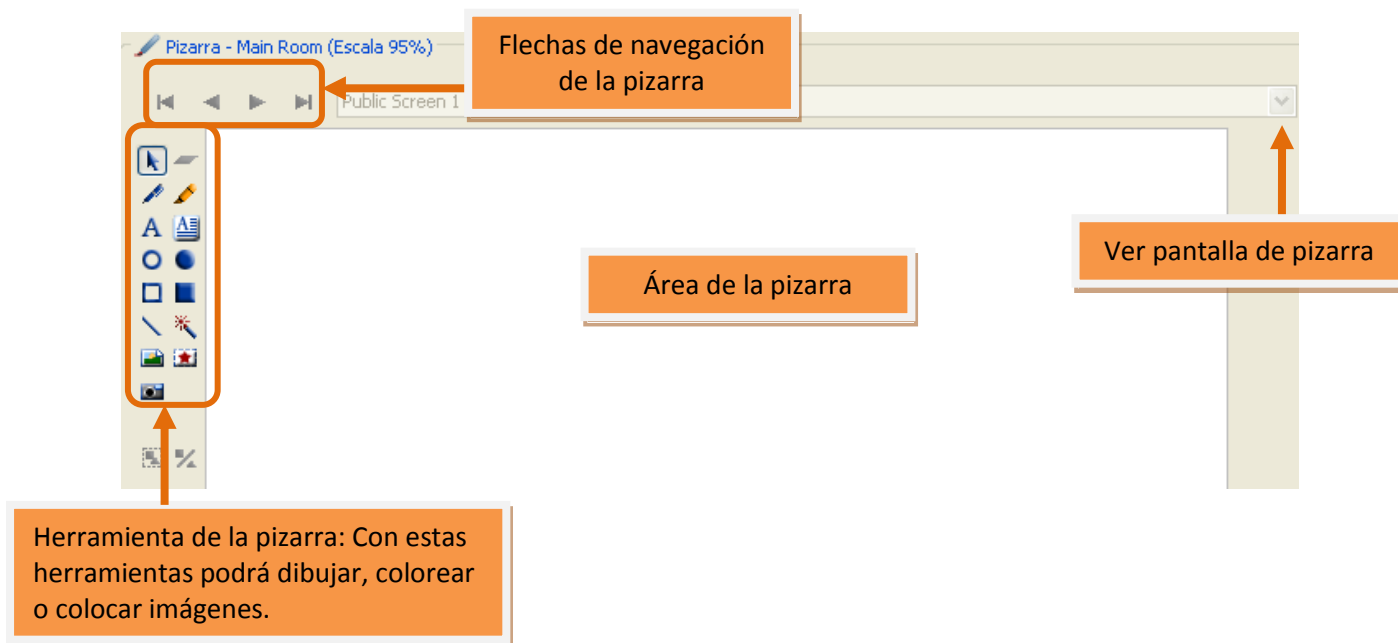 Pizarra - Main Room (Escala 95%)
Flechas de navegación
de la pizarra
Public Screen 1
Ver pantalla de pizarra
Área de la pizarra
Herramienta de la pizarra: Con estas
herramientas podrá dibujar, colorear
o colocar imágenes.